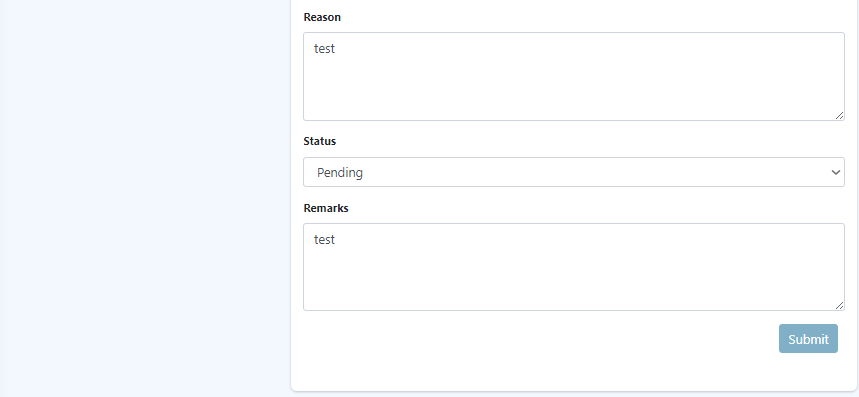 Reason
test
Status
Pending
Remarks
test
Submit